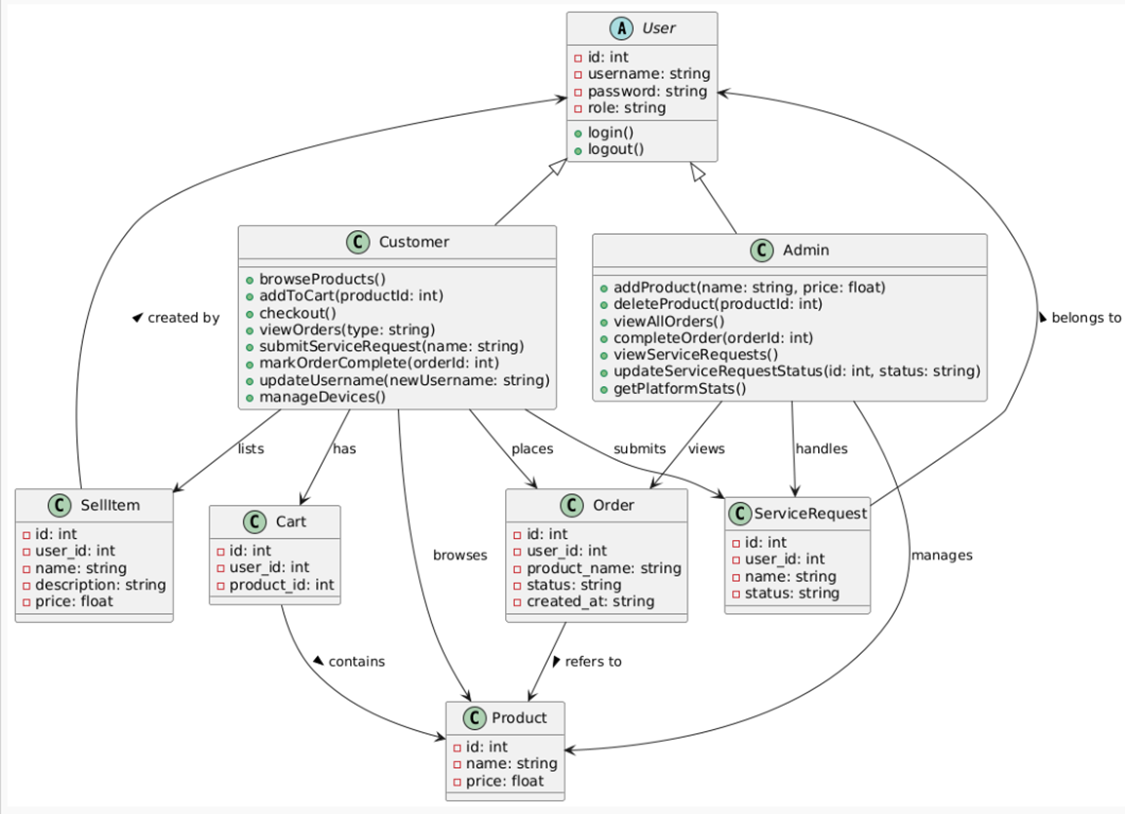 A User
id: int
username: string
password: string
role: string
login()
logout()
C Customer
browseProducts()
addToCart(productId: int)
checkout()
viewOrders(type: string)
submitServiceRequest(name: string)
markOrderComplete(orderId: int)
updateUsername(newUsername: string)
manageDevices()
C Admin
addProduct(name: string, price: float)
deleteProduct(productId: int)
viewAllOrders()
completeOrder(orderId: int)
viewServiceRequests()
updateServiceRequestStatus(id: int, status: string)
getPlatformStats()
created by
belongs to
lists
has
places
submits
views
handles
C SellItem
id: int
user_id: int
name: string
description: string
price: float
C Cart
id: int
user_id: int
product_id: int
browses
C Order
id: int
user_id: int
product_name: string
status: string
created_at: string
C ServiceRequest
id: int
user_id: int
name: string
status: string
manages
contains
refers to
C Product
id: int
name: string
price: float